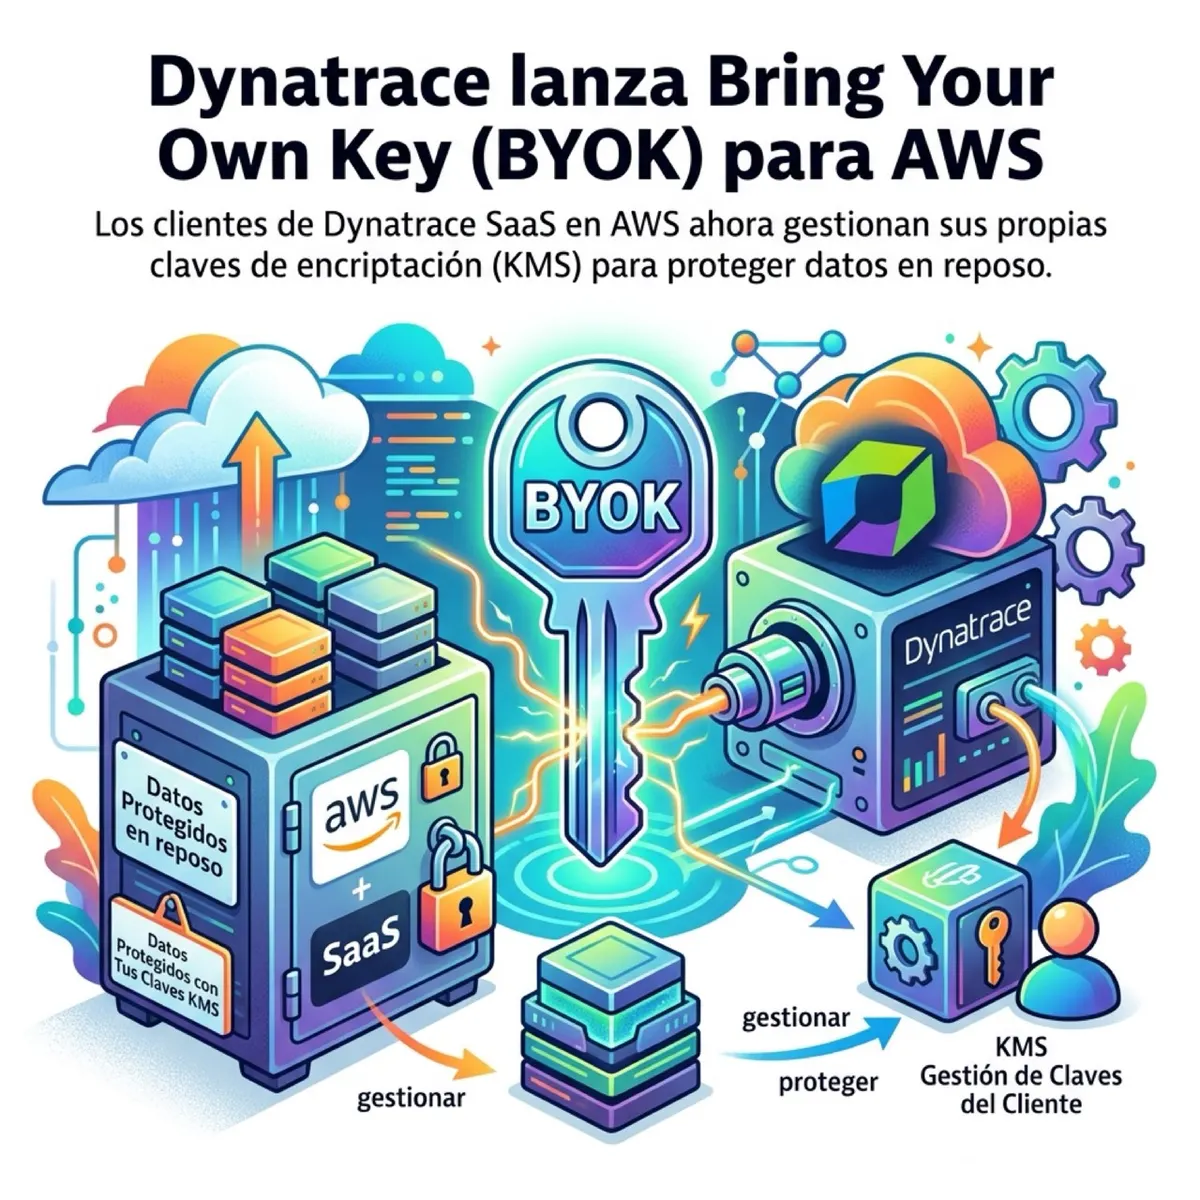 Dynatrace lanza Bring Your
Own Key (BYOK) para AWS
Los clientes de Dynatrace SaaS en AWS ahora gestionan sus propias
claves de encriptación (KMS) para proteger datos en reposo.
BYOK
Dynatrace
Datos
Protegidos
en reposo
aws
+
SaaS
Datos
Protegidos con
Tus Claves KMS
gestionar
gestionar
proteger
KMS
Gestión de Claves
del Cliente